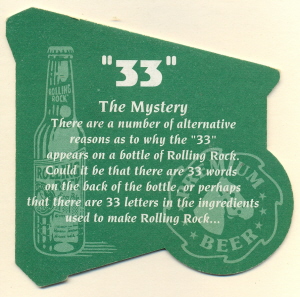 "33"
The Mystery
There are a number of alternative
reasons as to why the "33"
appears on a bottle of Rolling Rock.
Could it be that there are 33 words
on the back of the bottle or perhaps
that there are 33 letters in the ingredients
used to make Rolling Rock...
ROLLING
ROCK
ROLLING
BEER